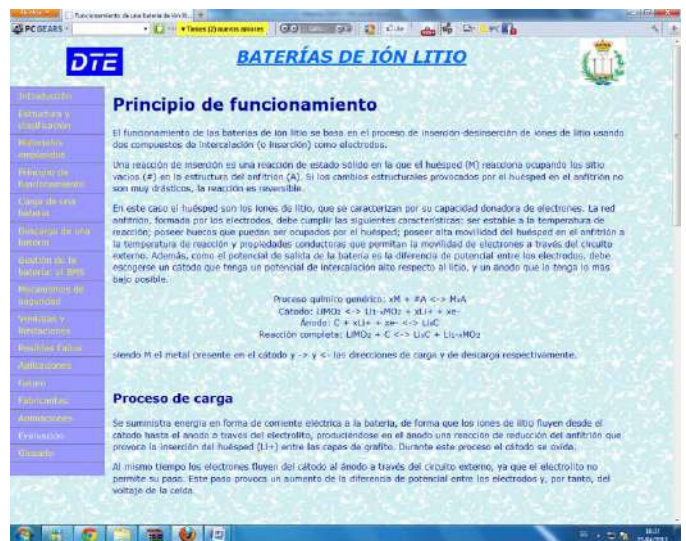 Funcionamiento de una batería de ión li...
PC GEARS
Tienes (2) nuevos amores
DTE
BATERÍAS DE IÓN LITIO
Introducción
Estructura y
clasificación
Materiales
empleados
Principio de
funcionamiento
Carga de una
batería
Descarga de una
batería
Gestión de la
batería: el BMS
Mecanismos de
seguridad
Ventajas y
limitaciones
Posibles fallos
Aplicaciones
Futuro
Fabricantes
Animaciones
Evaluación
Glosario
Principio de funcionamiento
El funcionamiento de las baterías de ion litio se basa en el proceso de inserción-desinserción de iones de litio usando
dos compuestos de intercalación (o inserción) como electrodos.
Una reacción de inserción es una reacción de estado sólido en la que el huésped (M) reacciona ocupando los sitio
vacíos (#) en la estructura del anfitrión (A). Si los cambios estructurales provocados por el huésped en el anfitrión no
son muy drásticos, la reacción es reversible.
En este caso el huésped son los iones de litio, que se caracterizan por su capacidad donadora de electrones. La red
anfitrión, formada por los electrodos, debe cumplir las siguientes características: ser estable a la temperatura de
reacción; poseer huecos que puedan ser ocupados por el huésped; poser alta movilidad del huésped en el anfitrión a
la temperatura de reacción y propiedades conductoras que permitan la movilidad de electrones a través del circuito
externo. Además, como el potencial de salida de la batería es la diferencia de potencial entre los electrodos, debe
escogerse un cátodo que tenga un potencial de intercalación alto respecto al litio, y un ánodo que lo tenga lo más
bajo posible.
Proceso químico genérico: xM + #A <-> MxA
Cátodo: LiMO2 <-> Li1-xMO2 + xLi+ + xe-
Ánodo: C + xLi+ + xe- <-> LixC
Reacción completa: LiMO2 + C <-> LixC + Li1-xMO2
siendo M el metal presente en el cátodo y -> y <- las direcciones de carga y de descarga respectivamente.
Proceso de carga
Se suministra energía en forma de corriente eléctrica a la batería, de forma que los iones de litio fluyen desde el
cátodo hasta el ánodo a través del electrolito, produciéndose en el ánodo una reacción de reducción del anfitrión que
provoca la inserción del huésped (Li+) entre las capas de grafito. Durante este proceso el cátodo se oxida.
Al mismo tiempo los electrones fluyen del cátodo al ánodo a través del circuito externo, ya que el electrolito no
permite su paso. Este paso provoca un aumento de la diferencia de potencial entre los electrodos y, por tanto, del
voltaje de la celda.